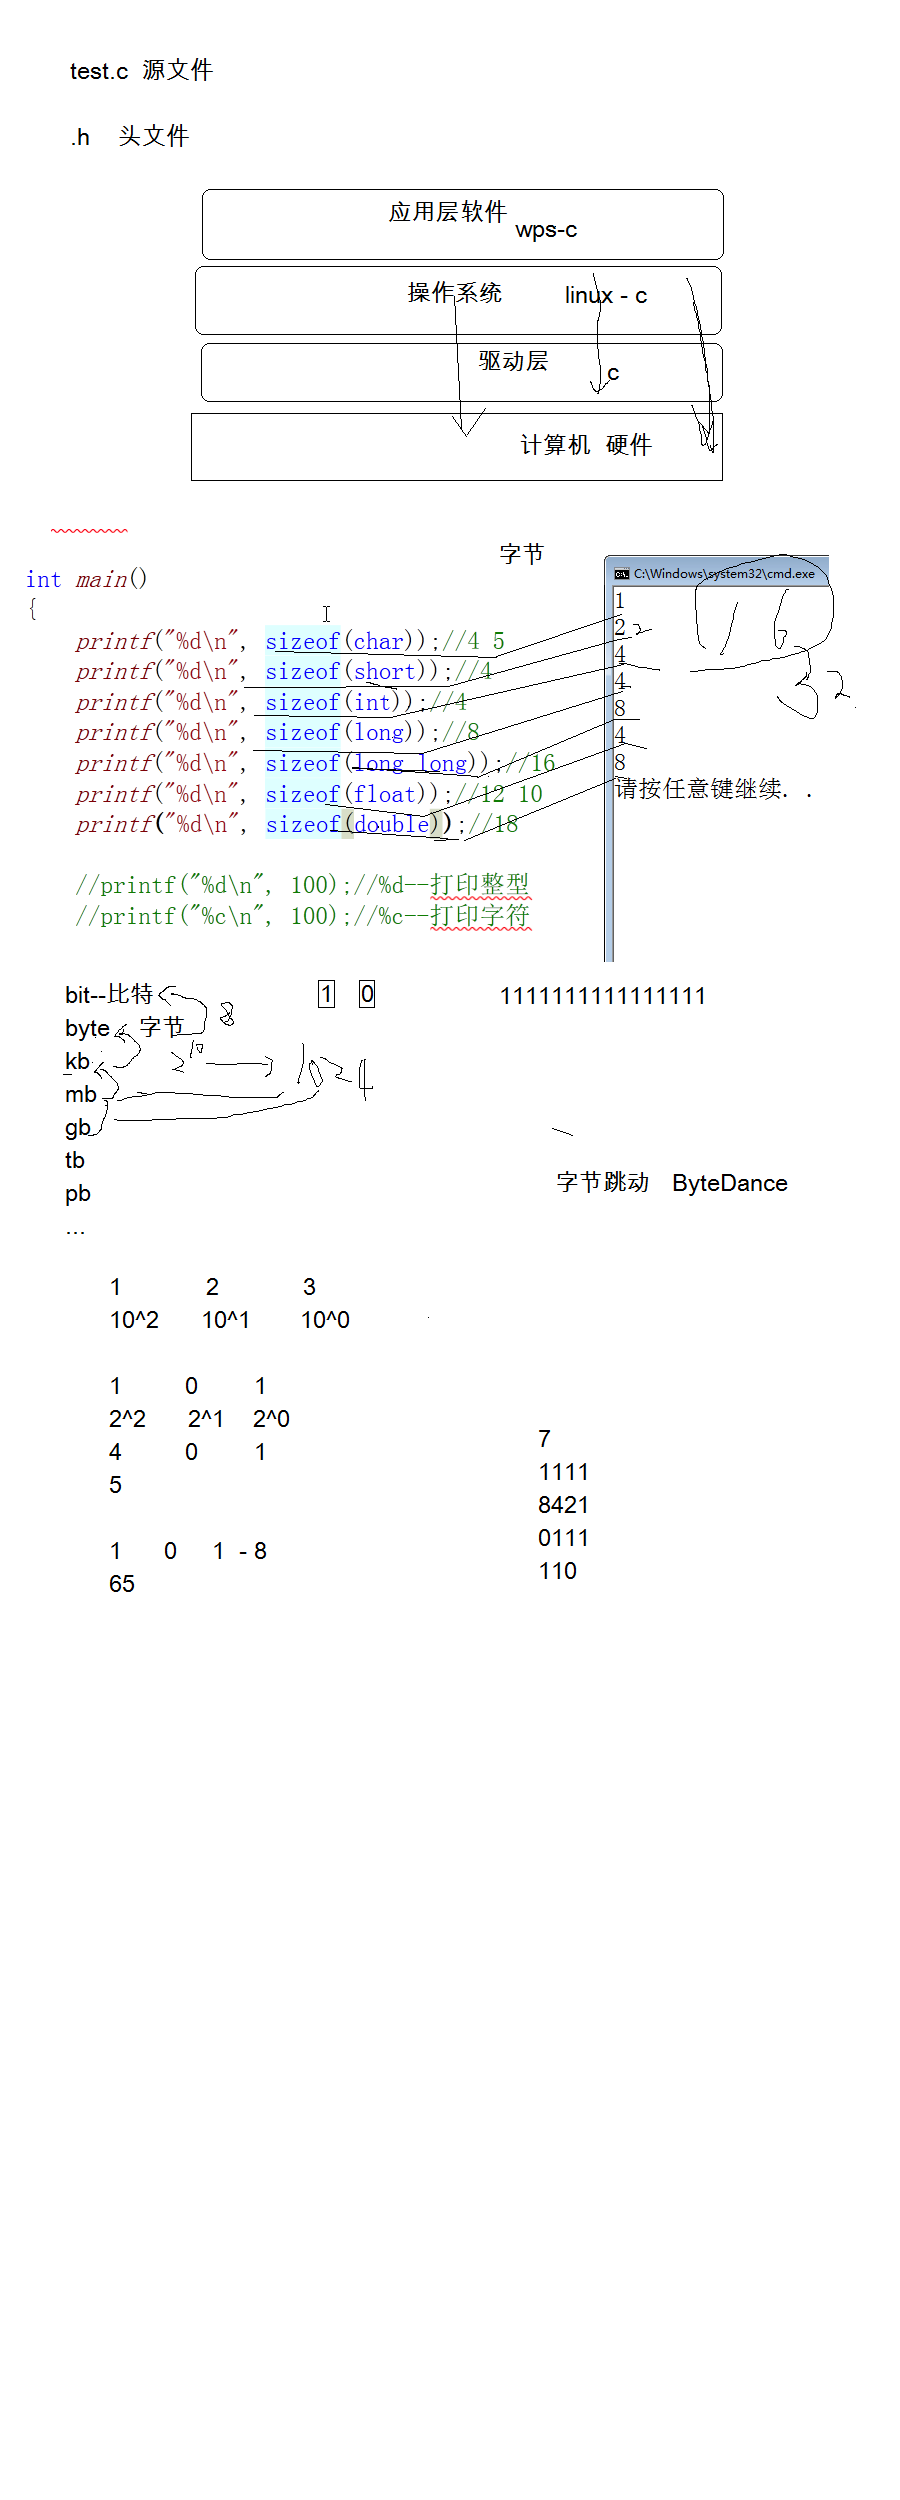 test.c 源文件
.h 头文件
应用层软件
wps-c
操作系统 linux - c
驱动层
c
计算机 硬件
字节
int main()
{
printf("%d\n", sizeof(char));//4 5
printf("%d\n", sizeof(short));//4
printf("%d\n", sizeof(int));//4
printf("%d\n", sizeof(long));//8
printf("%d\n", sizeof(long long));//16
printf("%d\n", sizeof(float));//12 10
printf("%d\n", sizeof(double));//18
//printf("%d\n", 100);//%d--打印整型
//printf("%c\n", 100);//%c--打印字符
C:\Windows\system32\cmd.exe
1
2
4
4
8
4
8
请按任意键继续. .
2
32
bit--比特
byte 字节
kb
mb
gb
tb
pb
...
8
2^10
1024
1 0
1111111111111111
字节跳动 ByteDance
1 2 3
10^2 10^1 10^0
1 0 1
2^2 2^1 2^0
4 0 1
5
1 0 1 - 8
65
7
1111
8421
0111
110